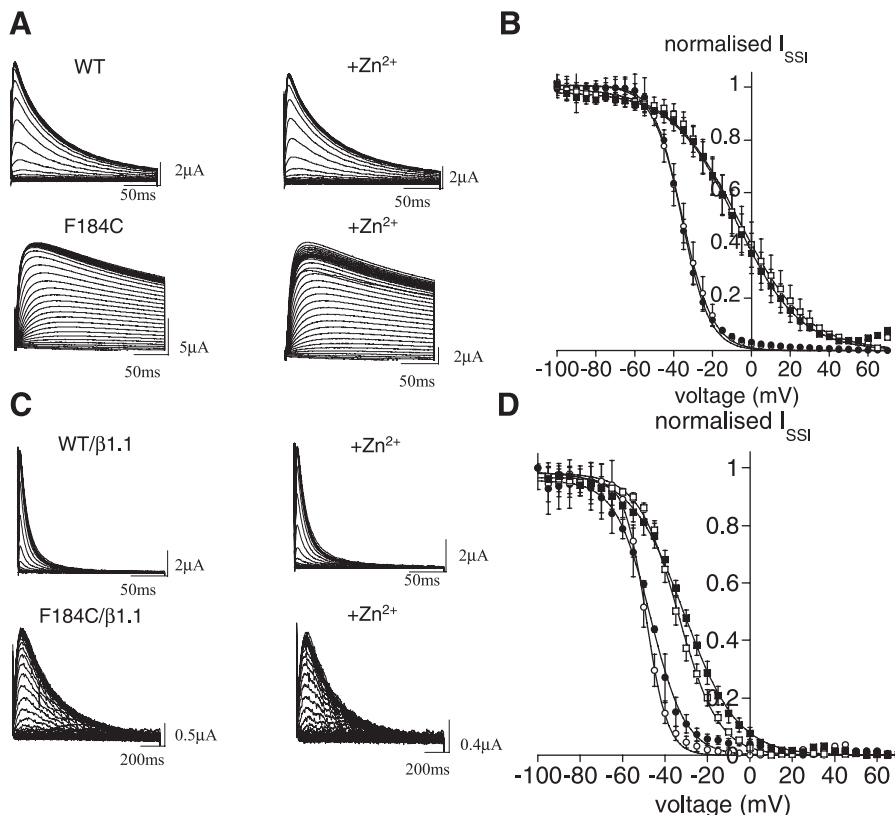 A
WT
+Zn²⁺
2μA
50ms
2μA
50ms
F184C
+Zn²⁺
5μA
50ms
2μA
50ms
B
normalised I_SSI
1
0.8
0.6
0.4
0.2
0
-100 -80 -60 -40 -20 0 20 40 60
voltage (mV)
C
WT/β1.1
+Zn²⁺
2μA
50ms
2μA
50ms
F184C/β1.1
+Zn²⁺
0.5μA
200ms
0.4μA
200ms
D
normalised I_SSI
1
0.8
0.6
0.4
0.2
0
-100 -80 -60 -40 -20 0 20 40 60
voltage (mV)